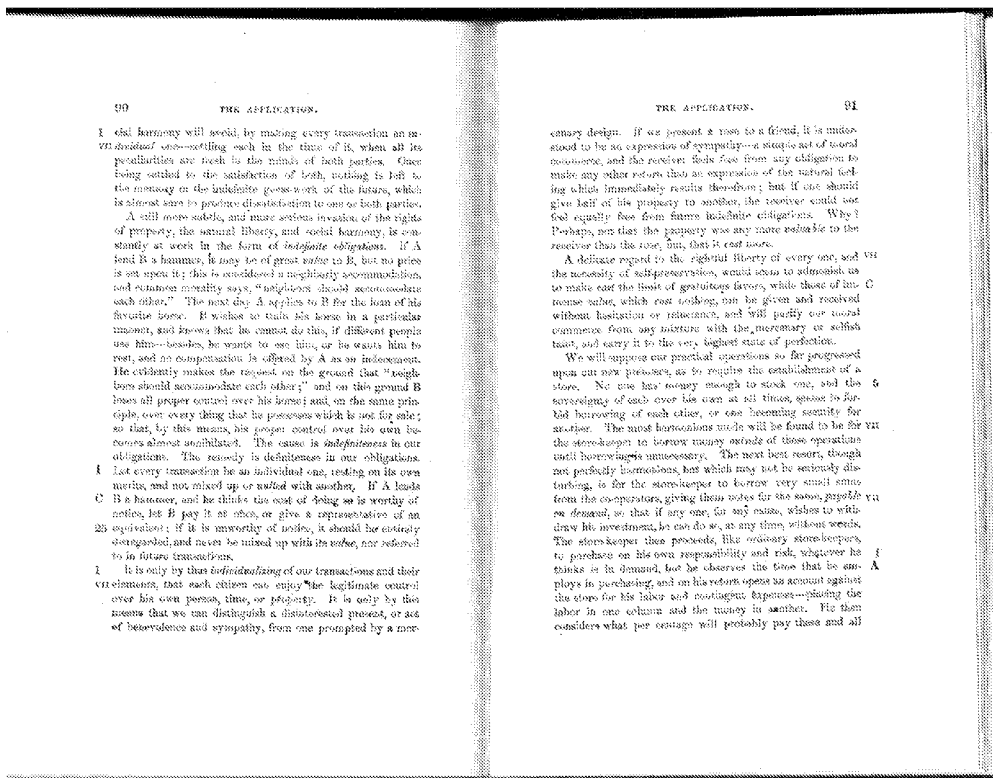 90 THE APPLICATION.
I cial harmony will avoid, by making every transaction an in-
VII dividual one—settling each in the time of it, when all its
peculiarities are fresh in the minds of both parties. Once
being settled to the satisfaction of both, nothing is left to
the memory or the indefinite guess-work of the future, which
is almost sure to produce dissatisfaction to one or both parties.
A still more subtle, and more serious invasion of the rights
of property, the natural liberty, and social harmony, is con-
stantly at work in the form of indefinite obligations. If A
lend B a hammer, it may be of great value to B, but no price
is set upon it; this is considered a neighborly accommodation,
and common morality says, "neighbors should accommodate
each other." The next day A applies to B for the loan of his
favorite horse. B wishes to train his horse in a particular
manner, and knows that he cannot do this, if different people
use him—besides, he wants to use him, or he wants him to
rest, and no compensation is offered by A as an inducement.
He evidently makes the request on the ground that "neigh-
bors should accommodate each other;" and on this ground B
loses all proper control over his horse; and, on the same prin-
ciple, over every thing that he possesses which is not for sale;
so that, by this means, his proper control over his own be-
comes almost annihilated. The cause is indefiniteness in our
obligations. The remedy is definiteness in our obligations.
I Let every transaction be an individual one, resting on its own
merits, and not mixed up or united with another. If A lends
C B a hammer, and he thinks the cost of doing so is worthy of
notice, let B pay it at once, or give a representative of an
25 equivalent; if it is unworthy of notice, it should be entirely
disregarded, and never be mixed up with its value, nor referred
to in future transactions.
I It is only by thus individualizing of our transactions and their
VII elements, that each citizen can enjoy the legitimate control
over his own person, time, or property. It is only by this
means that we can distinguish a disinterested present, or act
of benevolence and sympathy, from one prompted by a mer-
THE APPLICATION. 91
cenary design. If we present a rose to a friend, it is under-
stood to be an expression of sympathy—a simple act of moral
commerce, and the receiver feels free from any obligation to
make any other return than an expression of the natural feel-
ing which immediately results therefrom; but if one should
give half of his property to another, the receiver could not
feel equally free from future indefinite obligations. Why?
Perhaps, not that the property was any more valuable to the
receiver than the rose, but, that it cost more.
A delicate regard to the rightful liberty of every one, and VII
the necessity of self-preservation, would seem to admonish us
to make cost the limit of gratuitous favors, while those of im- C
mense value, which cost nothing, can be given and received
without hesitation or reluctance, and will purify our moral
commerce from any mixture with the mercenary or selfish
taint, and carry it to the very highest state of perfection.
We will suppose our practical operations so far progressed
upon our new premises, as to require the establishment of a
store. No one has money enough to stock one, and the &
sovereignty of each over his own at all times, seems to for-
bid borrowing of each other, or one becoming security for
another. The most harmonious mode will be found to be for VII
the store-keeper to borrow money outside of those operations
until borrowing is unnecessary. The next best resort, though
not perfectly harmonious, but which may not be seriously dis-
turbing, is for the store-keeper to borrow very small sums
from the co-operators, giving them notes for the same, payable VII
on demand, so that if any one, for any cause, wishes to with-
draw his investment, he can do so, at any time, without words.
The store-keeper then proceeds, like ordinary store-keepers,
to purchase on his own responsibility and risk, whatever he I
thinks is in demand, but he observes the time that he em- A
ploys in purchasing, and on his return opens an account against
the store for his labor and contingent expenses—placing the
labor in one column and the money in another. He then
considers what per centage will probably pay these and all